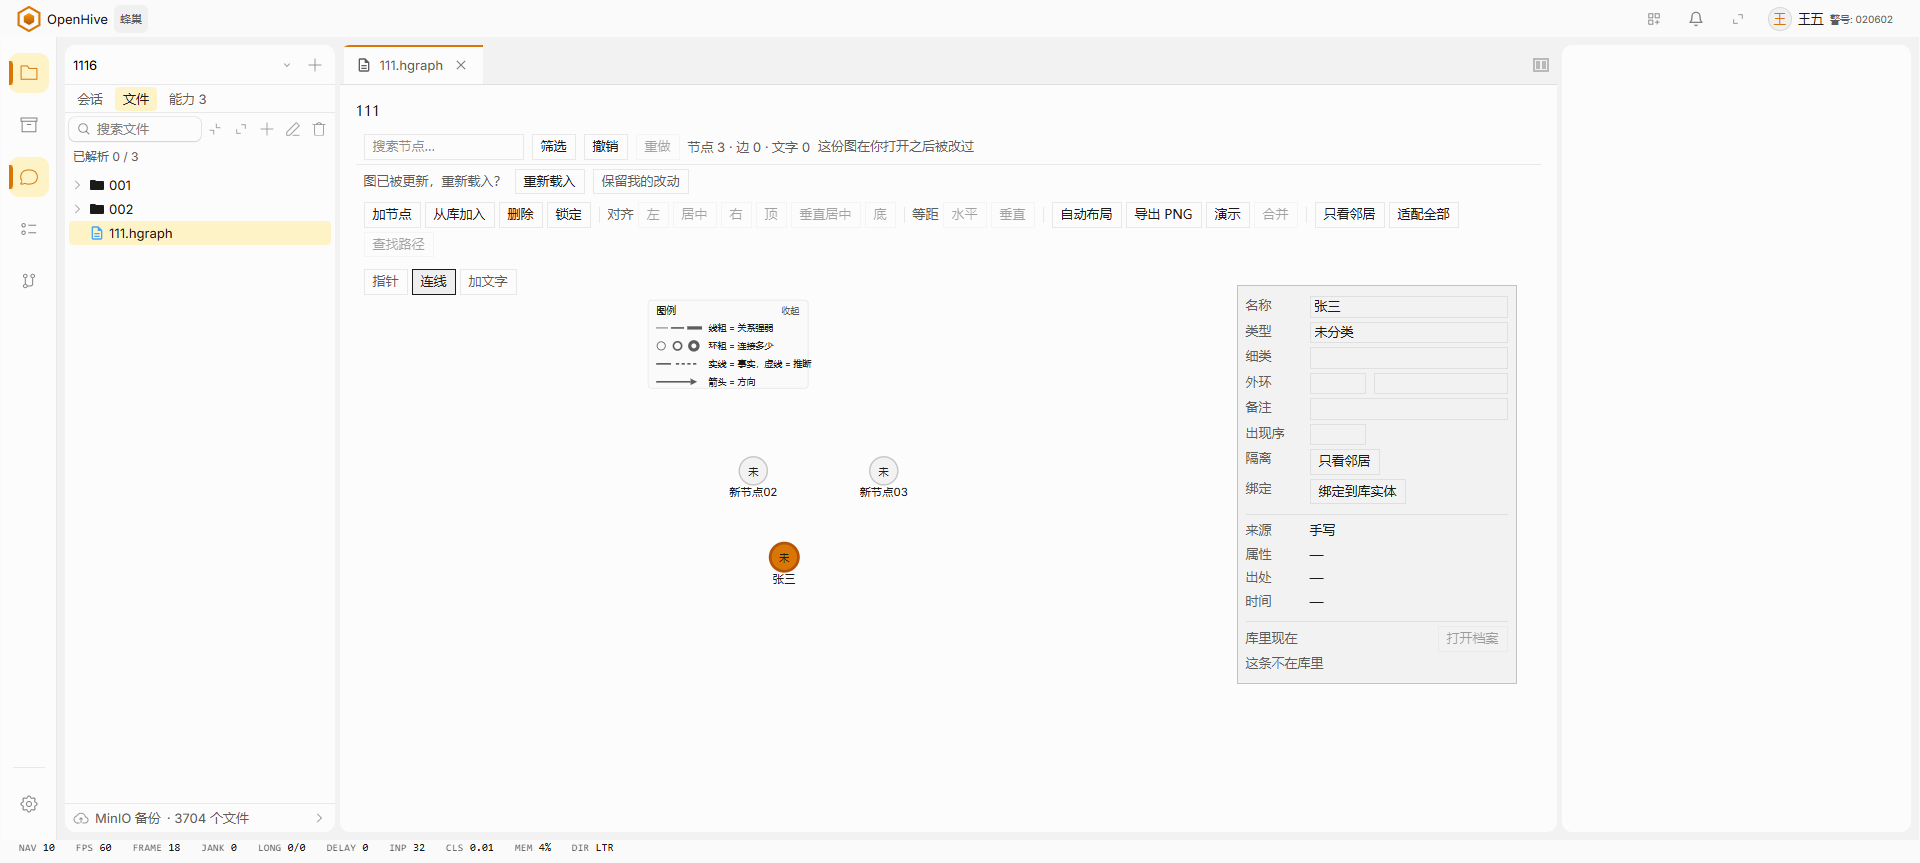 OpenHive 蜂巢
王 王五 警号: 020602
1116
111.hgraph
会话 文件 能力 3
搜索文件
已解析 0 / 3
001
002
111.hgraph
111
搜索节点... 筛选 撤销 重做 节点 3 · 边 0 · 文字 0 这份图在你打开之后被改过
图已被更新，重新载入？ 重新载入 保留我的改动
加节点 从库加入 删除 锁定 对齐 左 居中 右 顶 垂直居中 底 等距 水平 垂直 自动布局 导出 PNG 演示 合并 只看邻居 适配全部
查找路径
指针 连线 加文字
图例 收起
线粗 = 关系强弱
环粗 = 连接多少
实线 = 事实，虚线 = 推断
箭头 = 方向
未 未
新节点02 新节点03
未
张三
名称 张三
类型 未分类
细类
外环
备注
出现序
隔离 只看邻居
绑定 绑定到库实体
来源 手写
属性 —
出处 —
时间 —
库里现在 打开档案
这条不在库里
MinIO 备份 · 3704 个文件
NAV 10 FPS 60 FRAME 18 JANK 0 LONG 0/0 DELAY 0 INP 32 CLS 0.01 MEM 4% DIR LTR